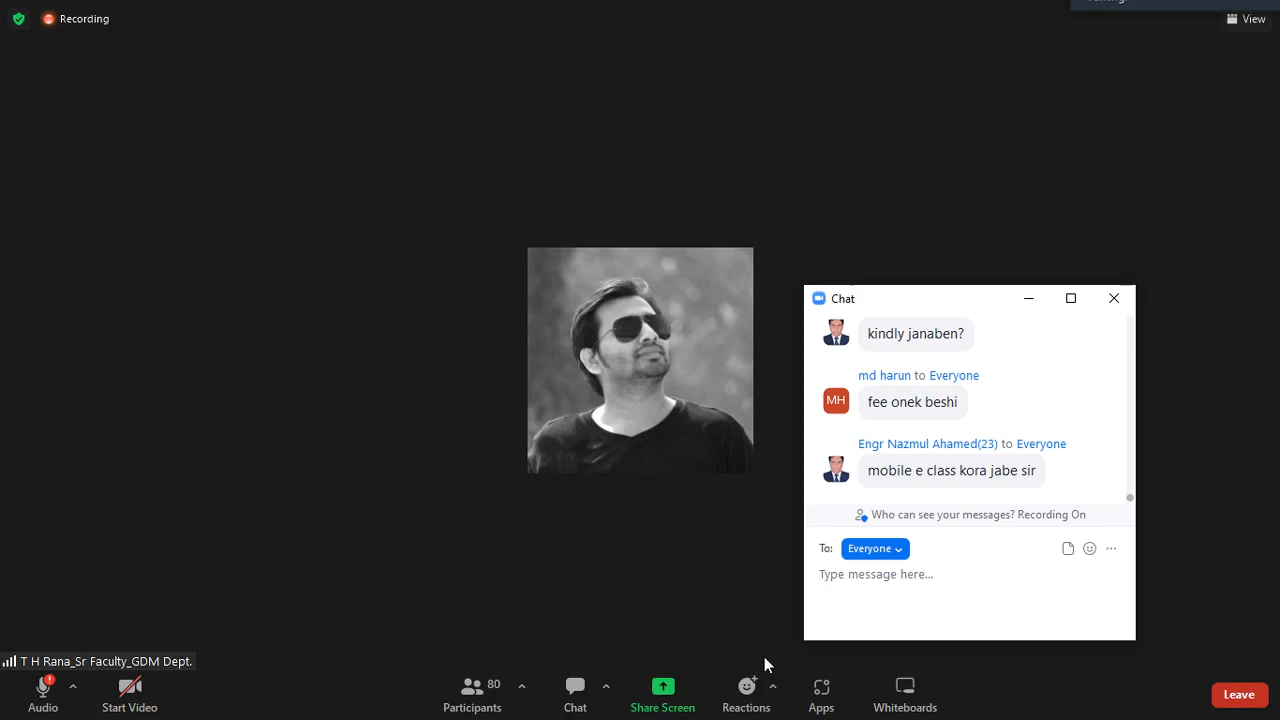 Recording
View
Chat
kindly janaben?
md harun to Everyone
MH
fee onek beshi
Engr Nazmul Ahamed(23) to Everyone
mobile e class kora jabe sir
Who can see your messages? Recording On
To: Everyone
Type message here...
T H Rana_Sr Faculty_GDM Dept.
Audio
Start Video
80
Participants
Chat
Share Screen
Reactions
Apps
Whiteboards
Leave